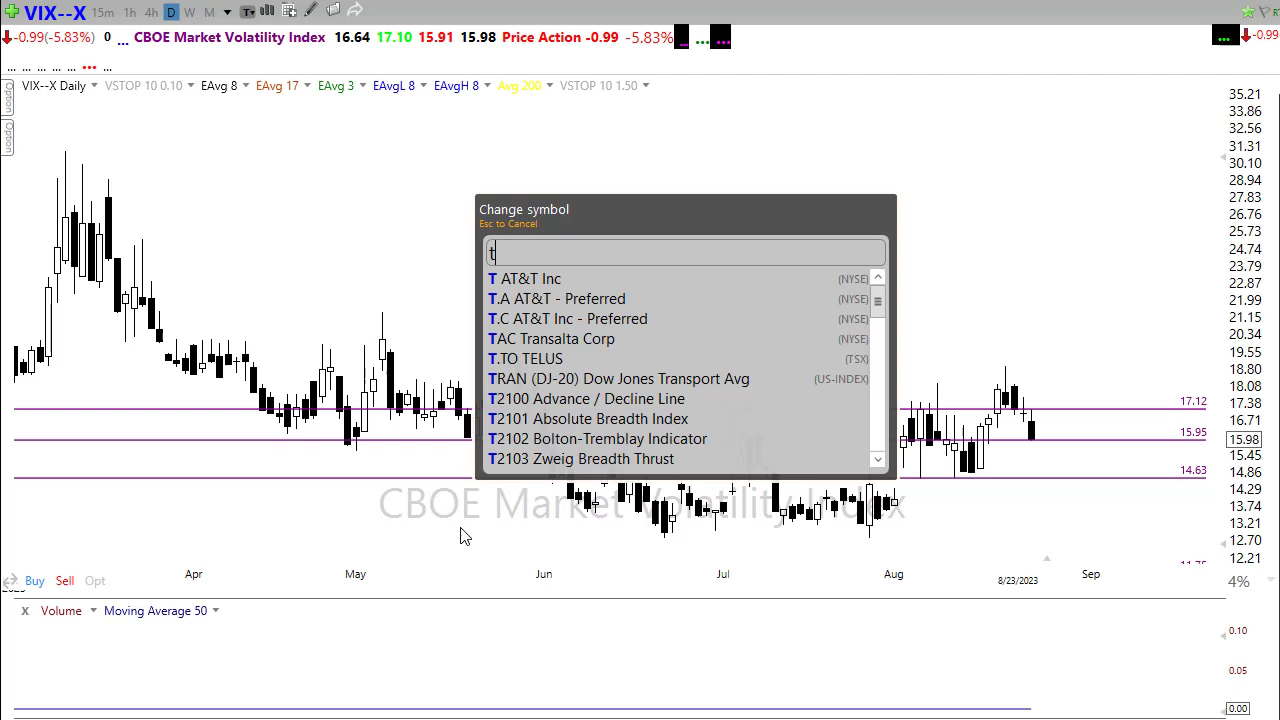 VIX--X 15m 1h 4h D W M
-0.99(-5.83%) 0 ... CBOE Market Volatility Index 16.64 17.10 15.91 15.98 Price Action -0.99 -5.83% ... ... ... ... -0.99
... ... ... ... ... ...
VIX--X Daily VSTOP 10 0.10 EAvg 8 EAvg 17 EAvg 3 EAvgL 8 EAvgH 8 Avg 200 VSTOP 10 1.50
Option
Option
Change symbol
Esc to Cancel
t
T AT&T Inc (NYSE)
T.A AT&T - Preferred (NYSE)
T.C AT&T Inc - Preferred (NYSE)
TAC Transalta Corp (NYSE)
T.TO TELUS (TSX)
TRAN (DJ-20) Dow Jones Transport Avg (US-INDEX)
T2100 Advance / Decline Line
T2101 Absolute Breadth Index
T2102 Bolton-Tremblay Indicator
T2103 Zweig Breadth Thrust
CBOE Market Volatility Index
17.12
15.95
14.63
35.21
33.86
32.56
31.31
30.10
28.94
27.83
26.76
25.73
24.74
23.79
22.87
21.99
21.15
20.34
19.55
18.80
18.08
17.38
16.71
15.98
15.45
14.86
14.29
13.74
13.21
12.70
12.21
Apr May Jun Jul Aug 8/23/2023 Sep
Buy Sell Opt 4%
X Volume Moving Average 50
0.10
0.05
0.00